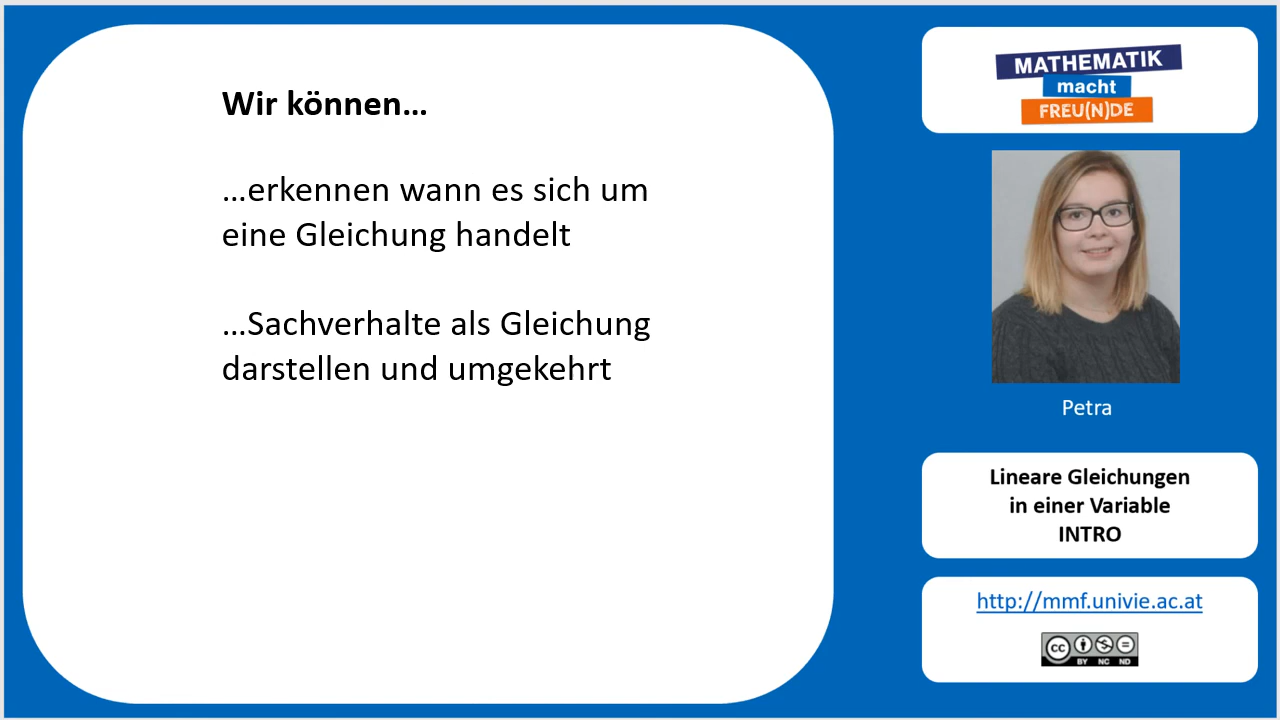 Wir können...
...erkennen wann es sich um
eine Gleichung handelt
...Sachverhalte als Gleichung
darstellen und umgekehrt
MATHEMATIK
macht
FREU(N)DE
Petra
Lineare Gleichungen
in einer Variable
INTRO
http://mmf.univie.ac.at
cc
BY NC ND